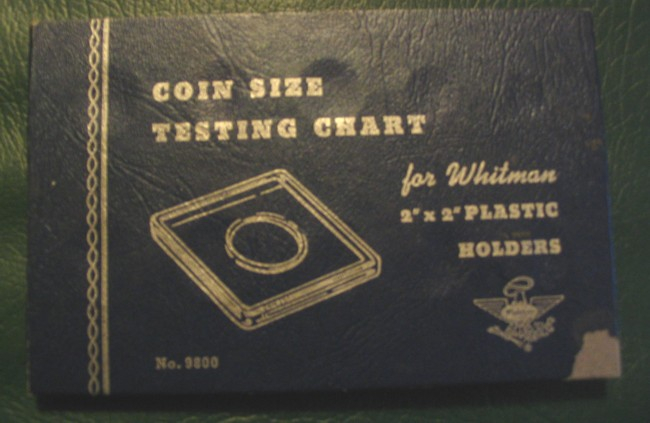 COIN SIZE
TESTING CHART
for Whitman
2" x 2" PLASTIC
HOLDERS
No. 9800